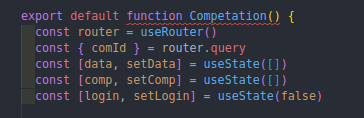 export default function Competation() {
const router = useRouter()
const { comId } = router.query
const [data, setData] = useState([])
const [comp, setComp] = useState([])
const [login, setLogin] = useState(false)